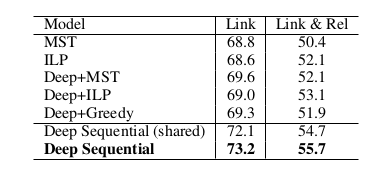 Model Link Link & Rel
MST 68.8 50.4
ILP 68.6 52.1
Deep+MST 69.6 52.1
Deep+ILP 69.0 53.1
Deep+Greedy 69.3 51.9
Deep Sequential (shared) 72.1 54.7
Deep Sequential 73.2 55.7